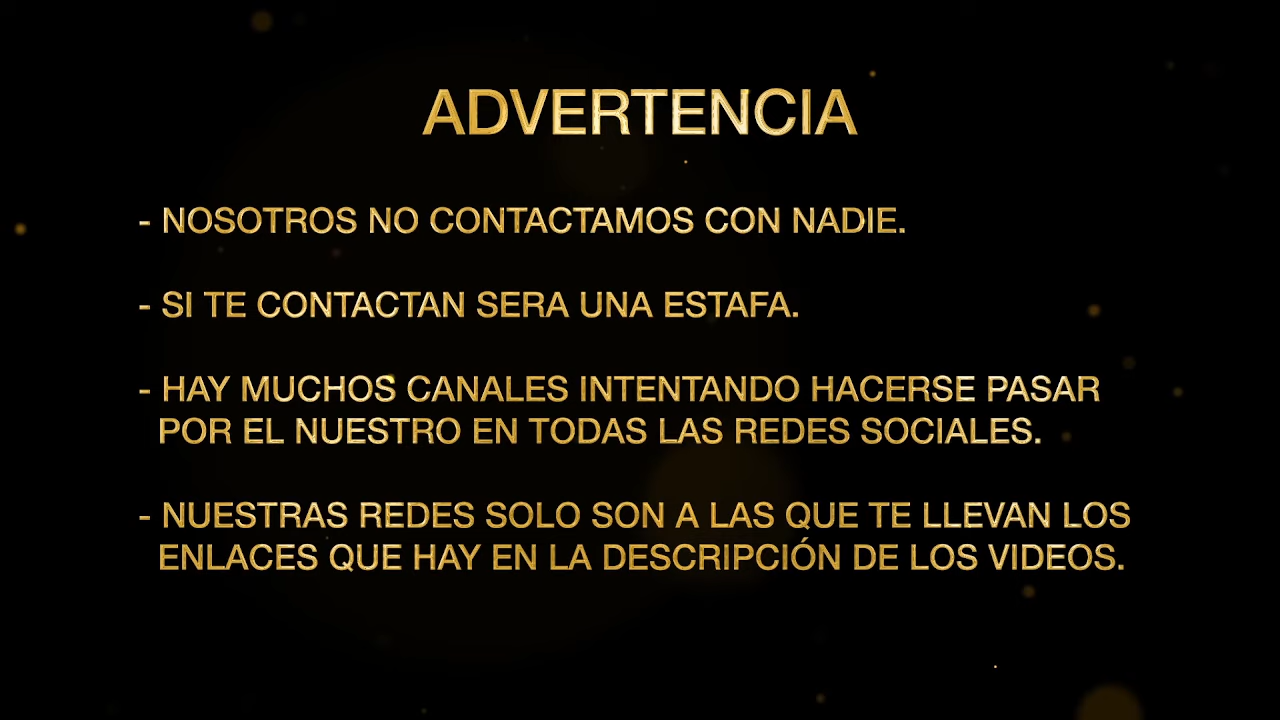 ADVERTENCIA
- NOSOTROS NO CONTACTAMOS CON NADIE.
- SI TE CONTACTAN SERA UNA ESTAFA.
- HAY MUCHOS CANALES INTENTANDO HACERSE PASAR
POR EL NUESTRO EN TODAS LAS REDES SOCIALES.
- NUESTRAS REDES SOLO SON A LAS QUE TE LLEVAN LOS
ENLACES QUE HAY EN LA DESCRIPCIÓN DE LOS VIDEOS.